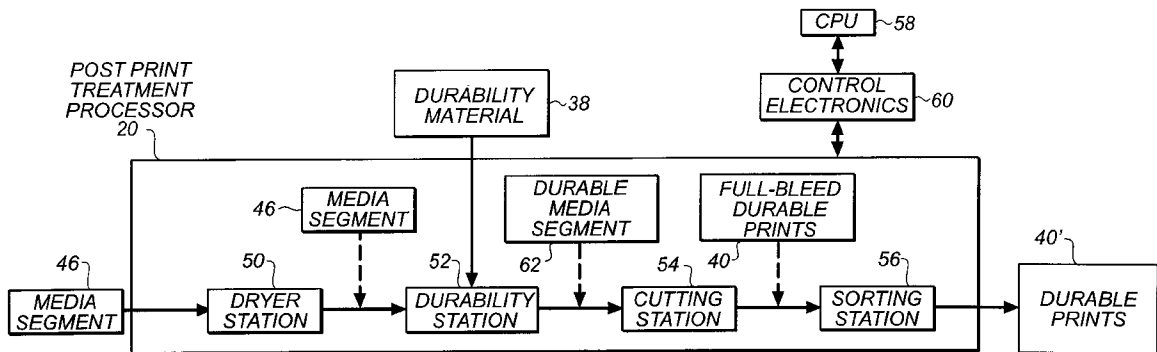 CPU
58
POST PRINT
TREATMENT
PROCESSOR
20
DURABILITY
MATERIAL
38
CONTROL
ELECTRONICS
60
46
MEDIA
SEGMENT
DURABLE
MEDIA
SEGMENT
62
FULL-BLEED
DURABLE
PRINTS
40
46
MEDIA
SEGMENT
50
DRYER
STATION
52
DURABILITY
STATION
54
CUTTING
STATION
56
SORTING
STATION
40'
DURABLE
PRINTS